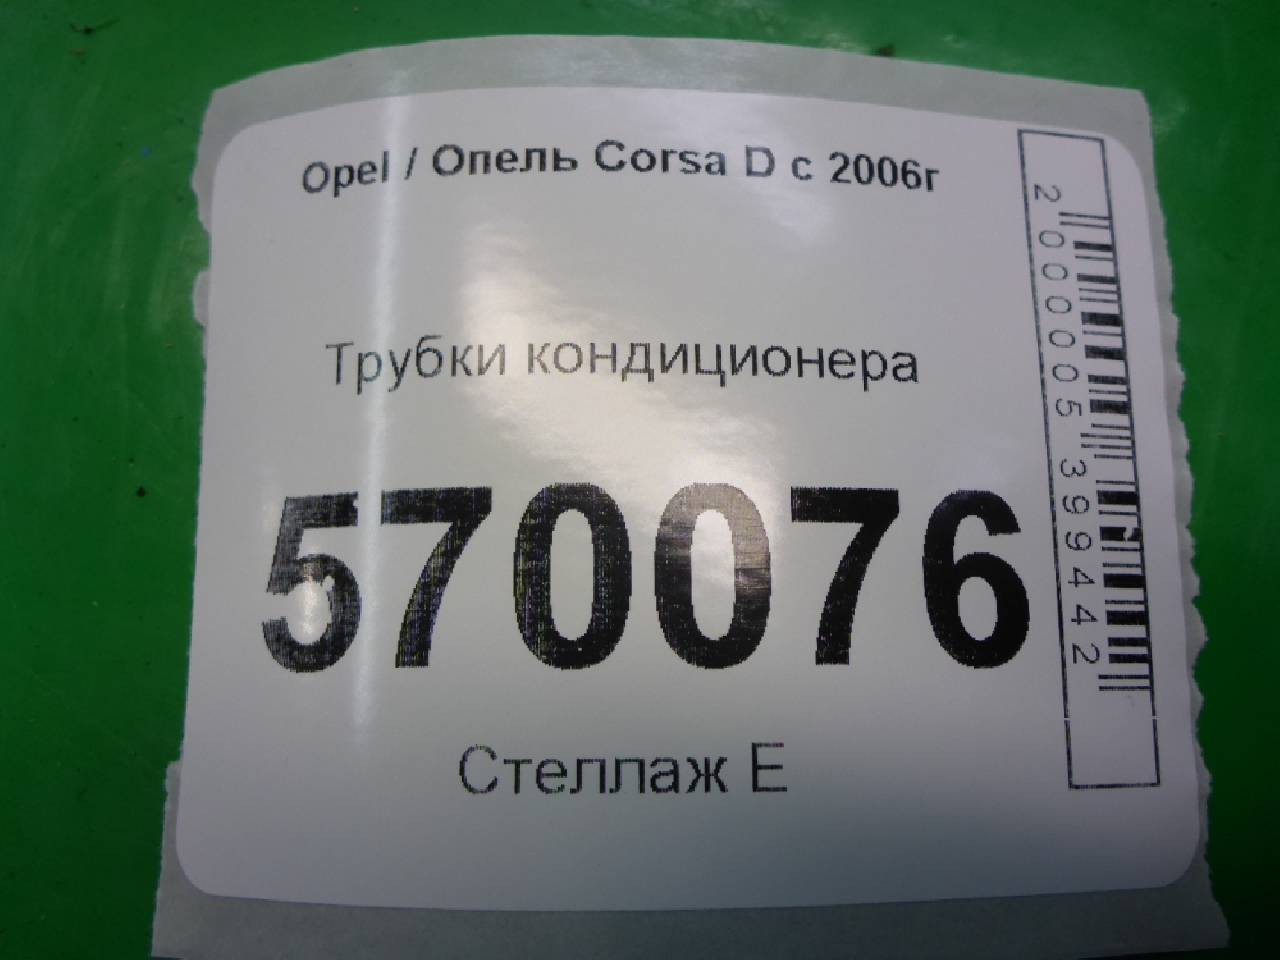 Opel / Опель Corsa D с 2006г
Трубки кондиционера
570076
Стеллаж E
2000005399442